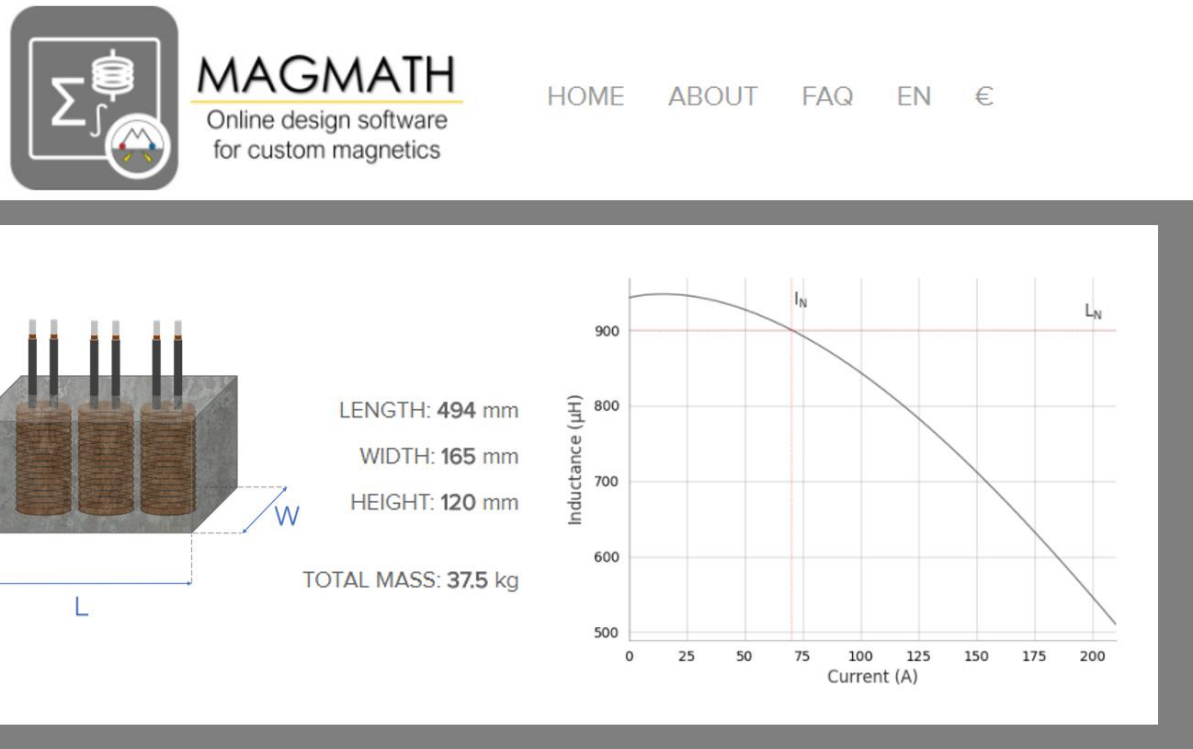 MAGMATH
Online design software
for custom magnetics
HOME ABOUT FAQ EN €
Σ
∫
LENGTH: 494 mm
WIDTH: 165 mm
HEIGHT: 120 mm
TOTAL MASS: 37.5 kg
W
L
I_N
L_N
900
800
700
600
500
Inductance (μH)
0 25 50 75 100 125 150 175 200
Current (A)